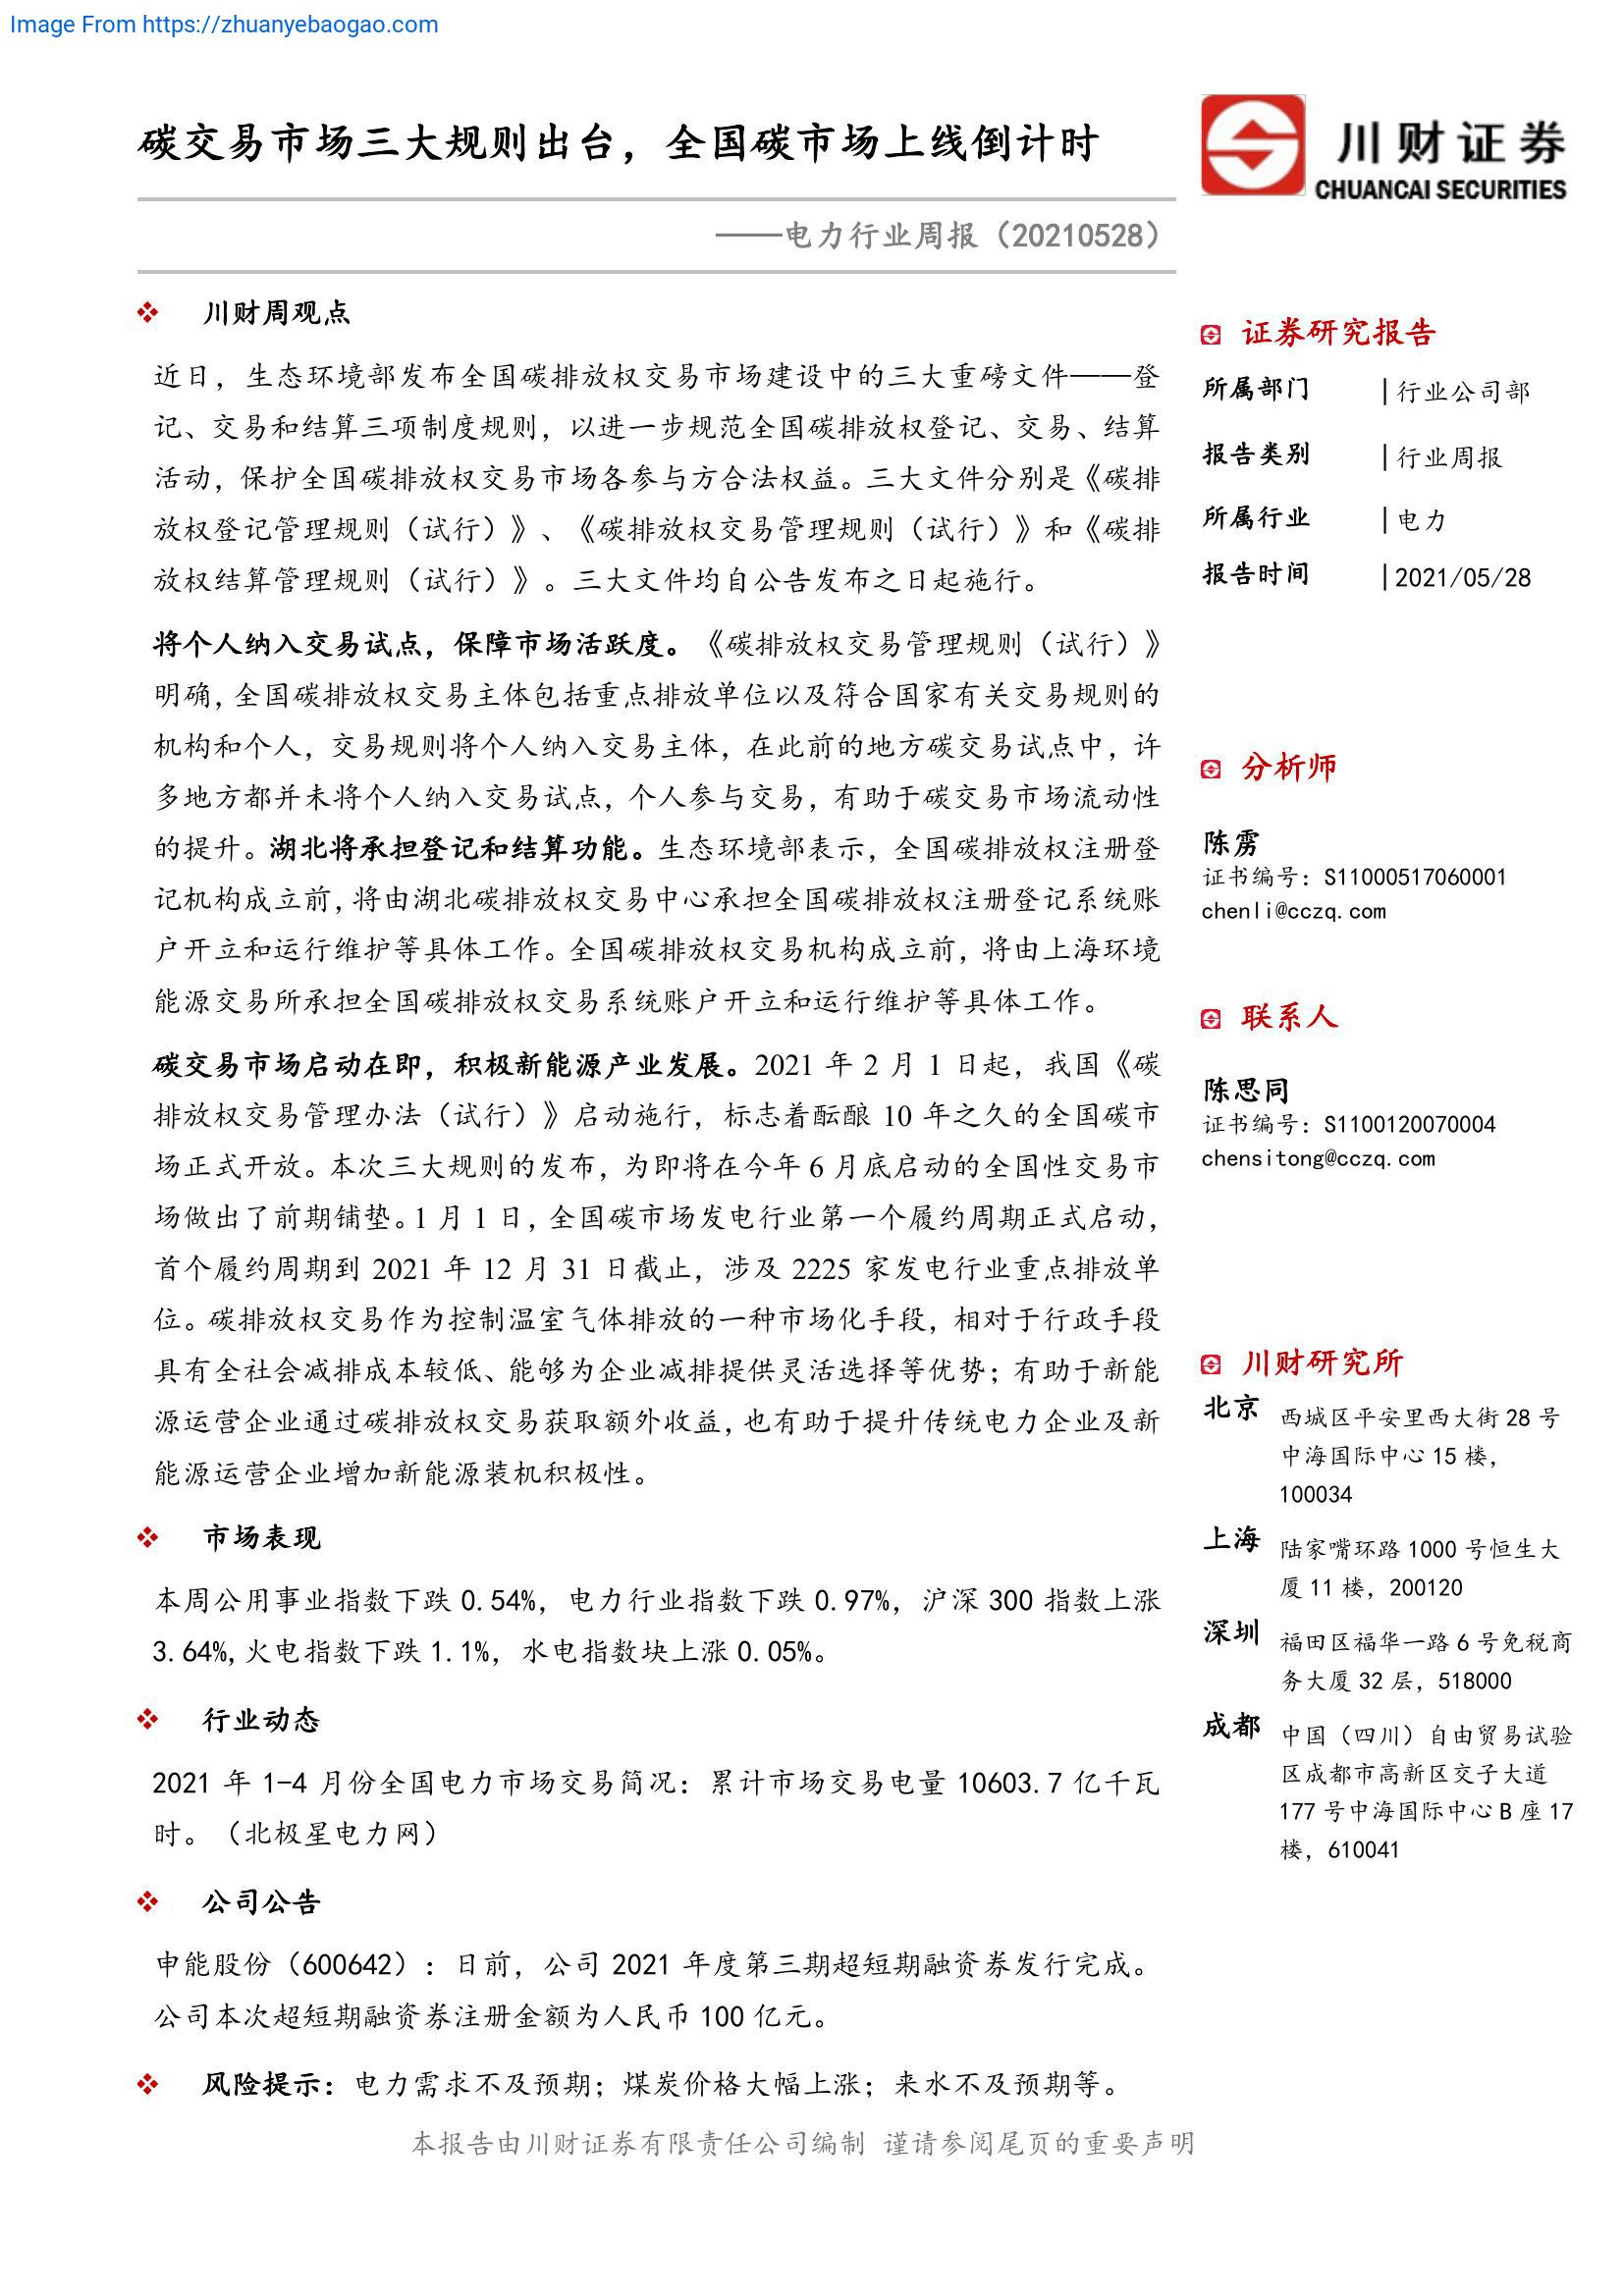 Image From https://zhuanyebaogao.com
碳交易市场三大规则出台，全国碳市场上线倒计时
川财证券
CHUANCAI SECURITIES
——电力行业周报（20210528）
川财周观点
近日，生态环境部发布全国碳排放权交易市场建设中的三大重磅文件——登
记、交易和结算三项制度规则，以进一步规范全国碳排放权登记、交易、结算
活动，保护全国碳排放权交易市场各参与方合法权益。三大文件分别是《碳排
放权登记管理规则（试行）》、《碳排放权交易管理规则（试行）》和《碳排
放权结算管理规则（试行）》。三大文件均自公告发布之日起施行。
将个人纳入交易试点，保障市场活跃度。《碳排放权交易管理规则（试行）》
明确，全国碳排放权交易主体包括重点排放单位以及符合国家有关交易规则的
机构和个人，交易规则将个人纳入交易主体，在此前的地方碳交易试点中，许
多地方都并未将个人纳入交易试点，个人参与交易，有助于碳交易市场流动性
的提升。湖北将承担登记和结算功能。生态环境部表示，全国碳排放权注册登
记机构成立前，将由湖北碳排放权交易中心承担全国碳排放权注册登记系统账
户开立和运行维护等具体工作。全国碳排放权交易机构成立前，将由上海环境
能源交易所承担全国碳排放权交易系统账户开立和运行维护等具体工作。
碳交易市场启动在即，积极新能源产业发展。2021 年 2 月 1 日起，我国《碳
排放权交易管理办法（试行）》启动施行，标志着酝酿 10 年之久的全国碳市
场正式开放。本次三大规则的发布，为即将在今年 6 月底启动的全国性交易市
场做出了前期铺垫。1 月 1 日，全国碳市场发电行业第一个履约周期正式启动，
首个履约周期到 2021 年 12 月 31 日截止，涉及 2225 家发电行业重点排放单
位。碳排放权交易作为控制温室气体排放的一种市场化手段，相对于行政手段
具有全社会减排成本较低、能够为企业减排提供灵活选择等优势；有助于新能
源运营企业通过碳排放权交易获取额外收益，也有助于提升传统电力企业及新
能源运营企业增加新能源装机积极性。
市场表现
本周公用事业指数下跌 0.54%，电力行业指数下跌 0.97%，沪深 300 指数上涨
3.64%,火电指数下跌 1.1%，水电指数块上涨 0.05%。
行业动态
2021 年 1-4 月份全国电力市场交易简况：累计市场交易电量 10603.7 亿千瓦
时。（北极星电力网）
公司公告
申能股份（600642）：日前，公司 2021 年度第三期超短期融资券发行完成。
公司本次超短期融资券注册金额为人民币 100 亿元。
风险提示：电力需求不及预期；煤炭价格大幅上涨；来水不及预期等。
证券研究报告
所属部门 |行业公司部
报告类别 |行业周报
所属行业 |电力
报告时间 |2021/05/28
分析师
陈雳
证书编号：S11000517060001
chenli@cczq.com
联系人
陈思同
证书编号：S1100120070004
chensitong@cczq.com
川财研究所
北京 西城区平安里西大街 28 号
中海国际中心 15 楼，
100034
上海 陆家嘴环路 1000 号恒生大
厦 11 楼，200120
深圳 福田区福华一路 6 号免税商
务大厦 32 层，518000
成都 中国（四川）自由贸易试验
区成都市高新区交子大道
177 号中海国际中心 B 座 17
楼，610041
本报告由川财证券有限责任公司编制 谨请参阅尾页的重要声明